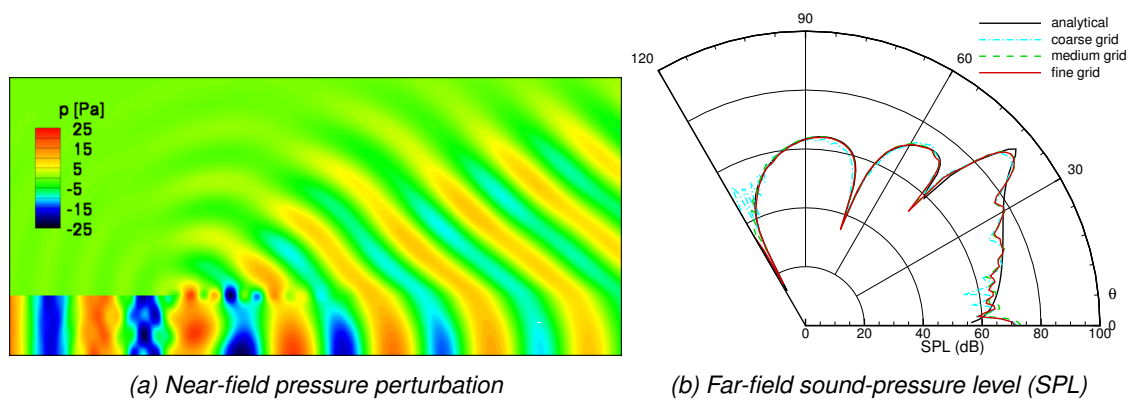 p [Pa]
25
15
5
-5
-15
-25
(a) Near-field pressure perturbation
analytical
coarse grid
medium grid
fine grid
120
90
60
30
θ
0
0
20
40
60
80
100
SPL (dB)
(b) Far-field sound-pressure level (SPL)